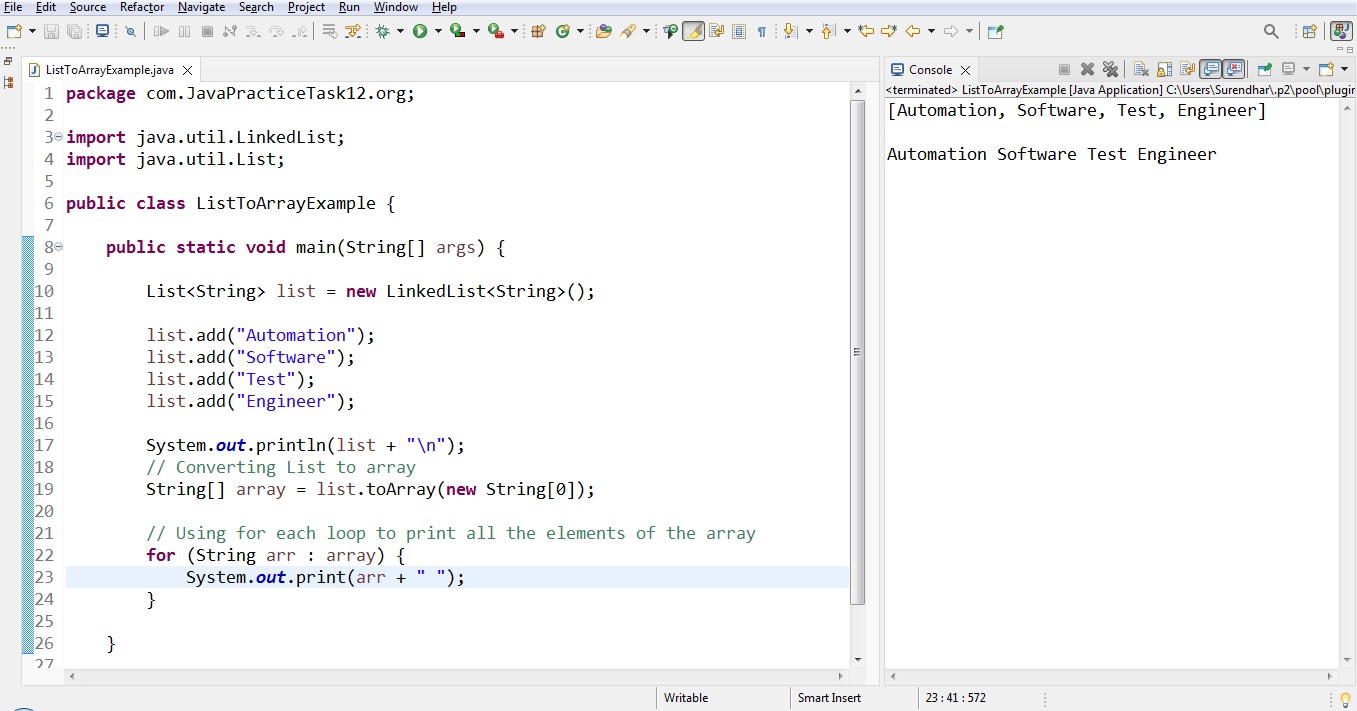 File Edit Source Refactor Navigate Search Project Run Window Help
ListToArrayExample.java
1 package com.JavaPracticeTask12.org;
2
3 import java.util.LinkedList;
4 import java.util.List;
5
6 public class ListToArrayExample {
7
8     public static void main(String[] args) {
9
10         List<String> list = new LinkedList<String>();
11
12         list.add("Automation");
13         list.add("Software");
14         list.add("Test");
15         list.add("Engineer");
16
17         System.out.println(list + "\n");
18         // Converting List to array
19         String[] array = list.toArray(new String[0]);
20
21         // Using for each loop to print all the elements of the array
22         for (String arr : array) {
23             System.out.print(arr + " ");
24         }
25
26     }
27
Console
<terminated> ListToArrayExample [Java Application] C:\Users\Surendhar\.p2\pool\plugin
[Automation, Software, Test, Engineer]

Automation Software Test Engineer
Writable
Smart Insert
23 : 41 : 572